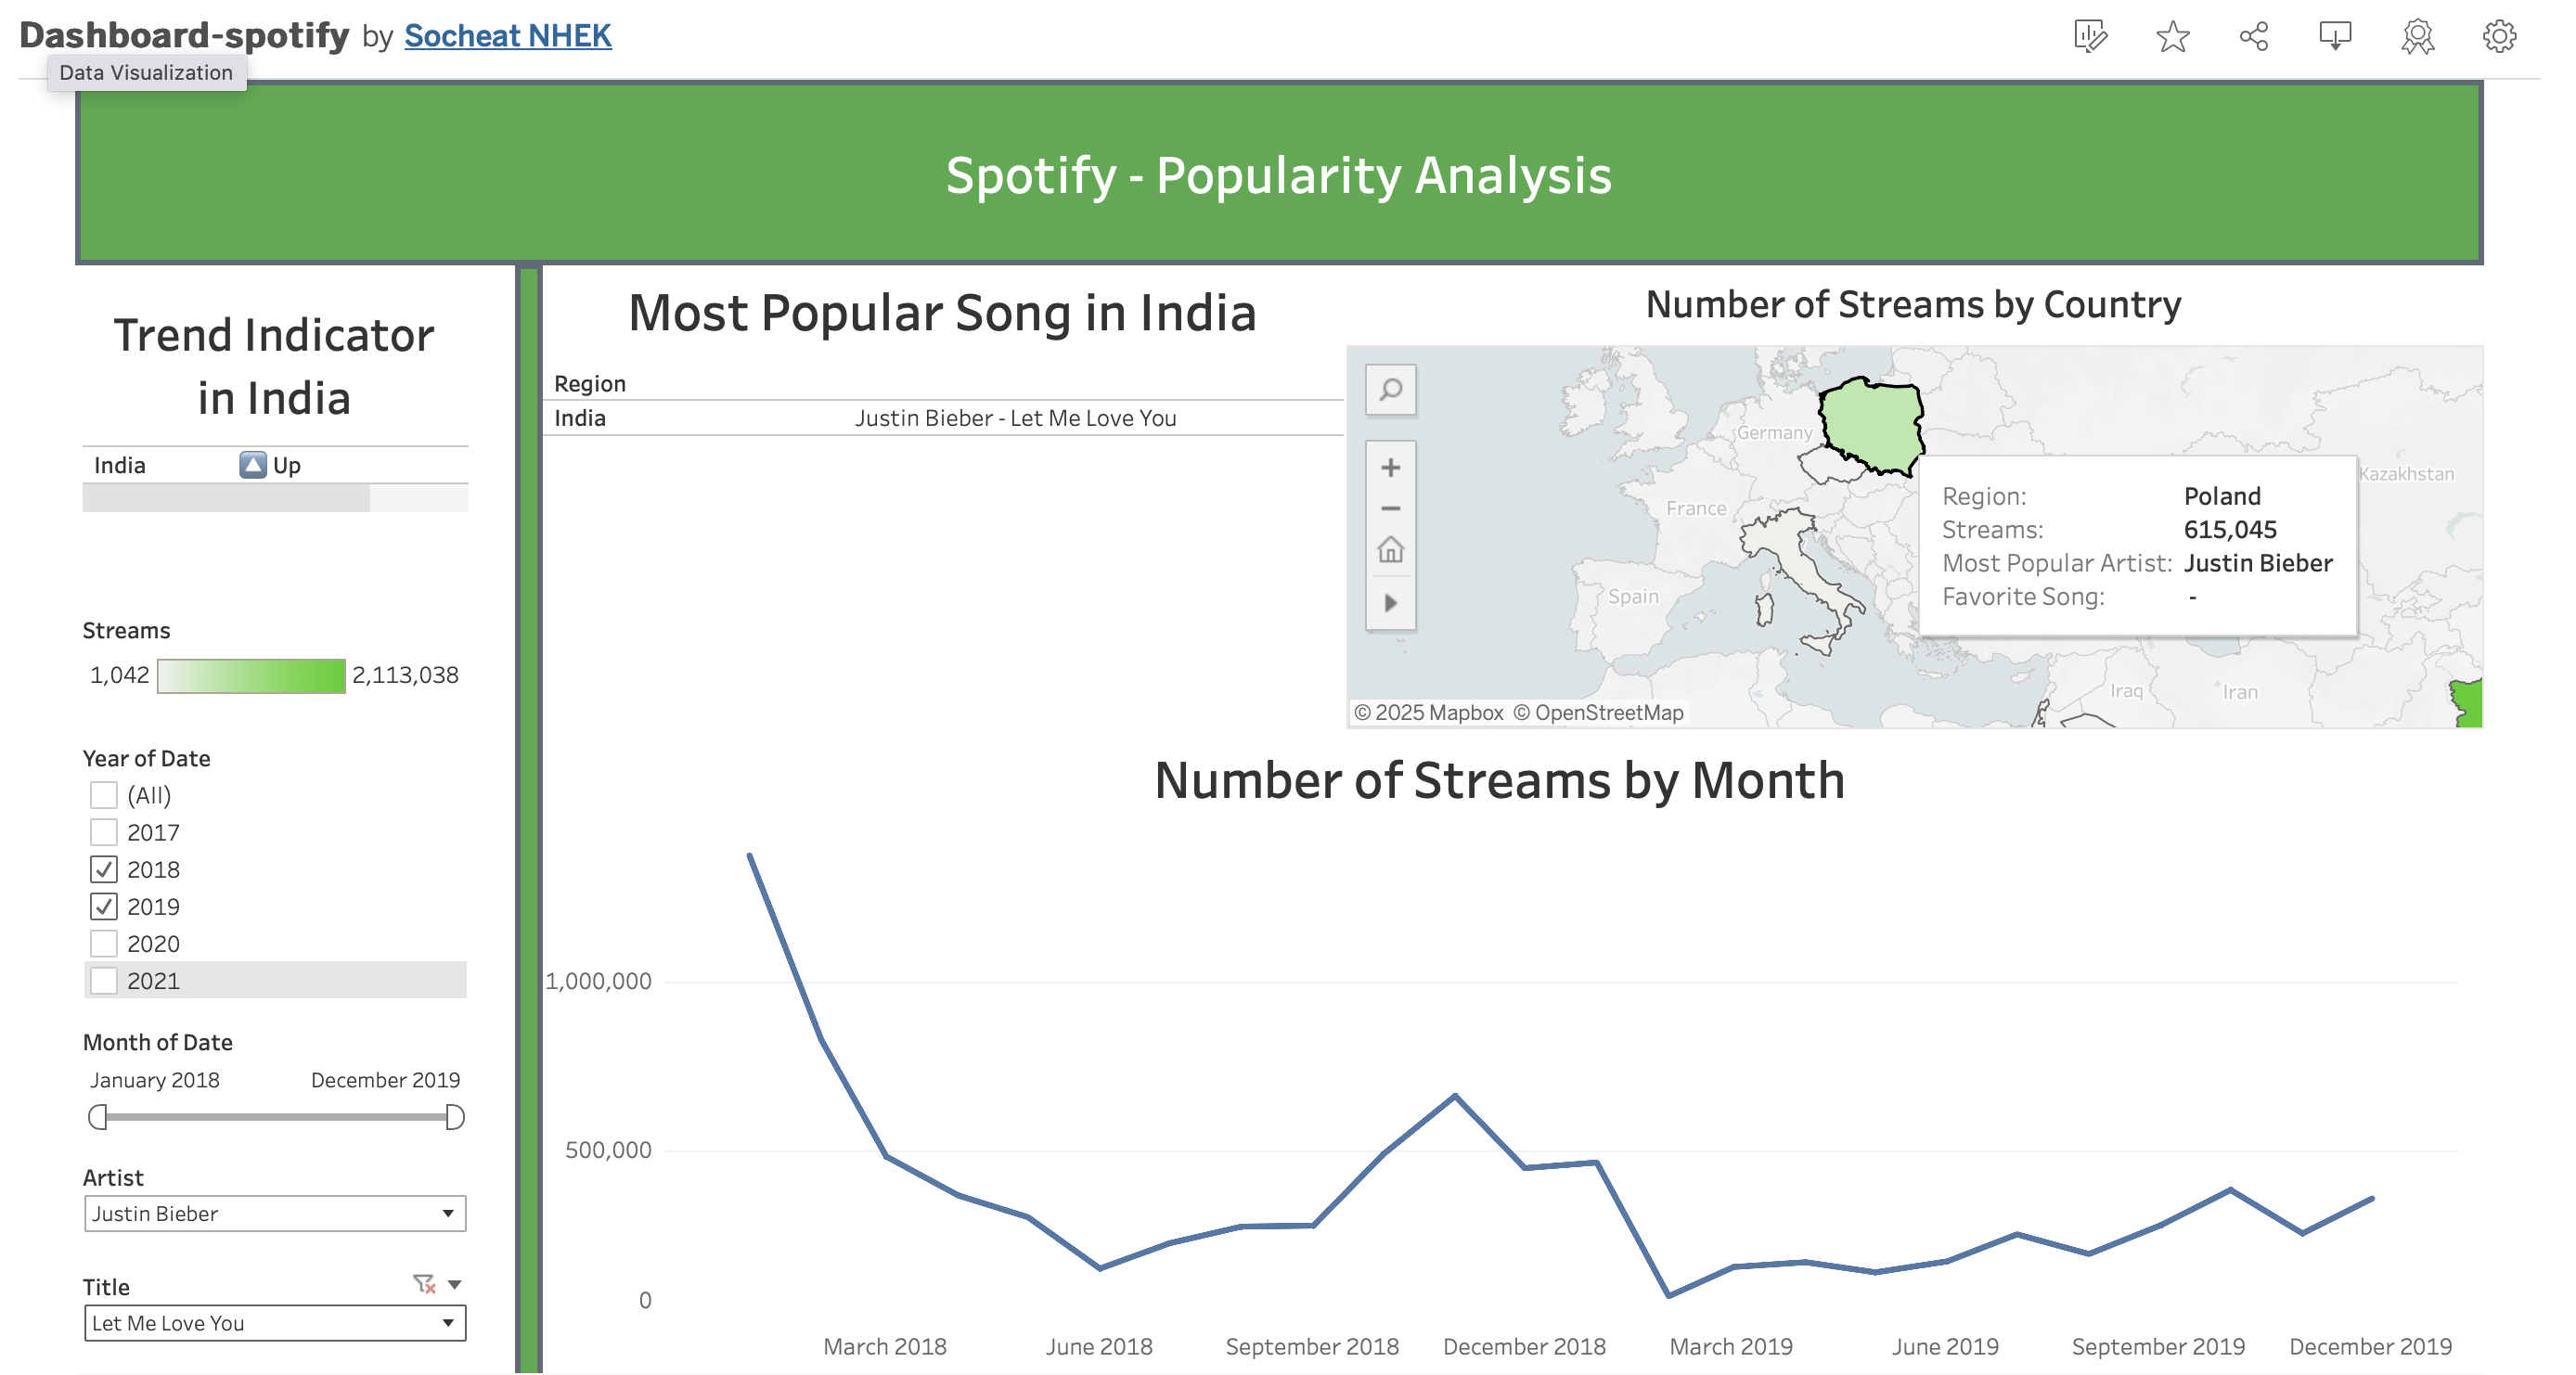 Dashboard-spotify by Socheat NHEK
Data Visualization
Spotify - Popularity Analysis
Trend Indicator
in India
India Up
Streams
1,042 2,113,038
Year of Date
(All)
2017
2018
2019
2020
2021
Month of Date
January 2018 December 2019
Artist
Justin Bieber
Title
Let Me Love You
Most Popular Song in India
Region
India Justin Bieber - Let Me Love You
Number of Streams by Country
Germany
France
Spain
Kazakhstan
Iraq
Iran
Region: Poland
Streams: 615,045
Most Popular Artist: Justin Bieber
Favorite Song: -
© 2025 Mapbox © OpenStreetMap
Number of Streams by Month
1,000,000
500,000
0
March 2018 June 2018 September 2018 December 2018 March 2019 June 2019 September 2019 December 2019